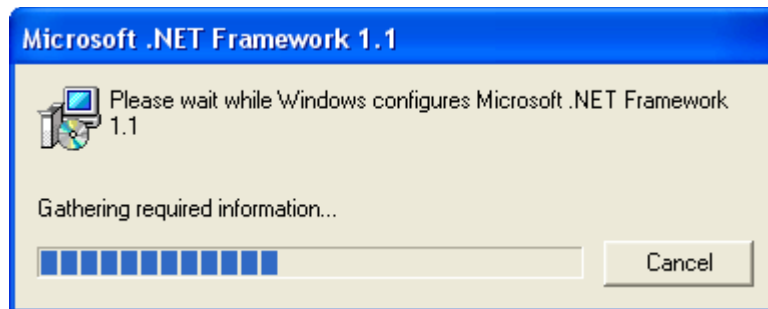 Microsoft .NET Framework 1.1
Please wait while Windows configures Microsoft .NET Framework
1.1
Gathering required information...
Cancel